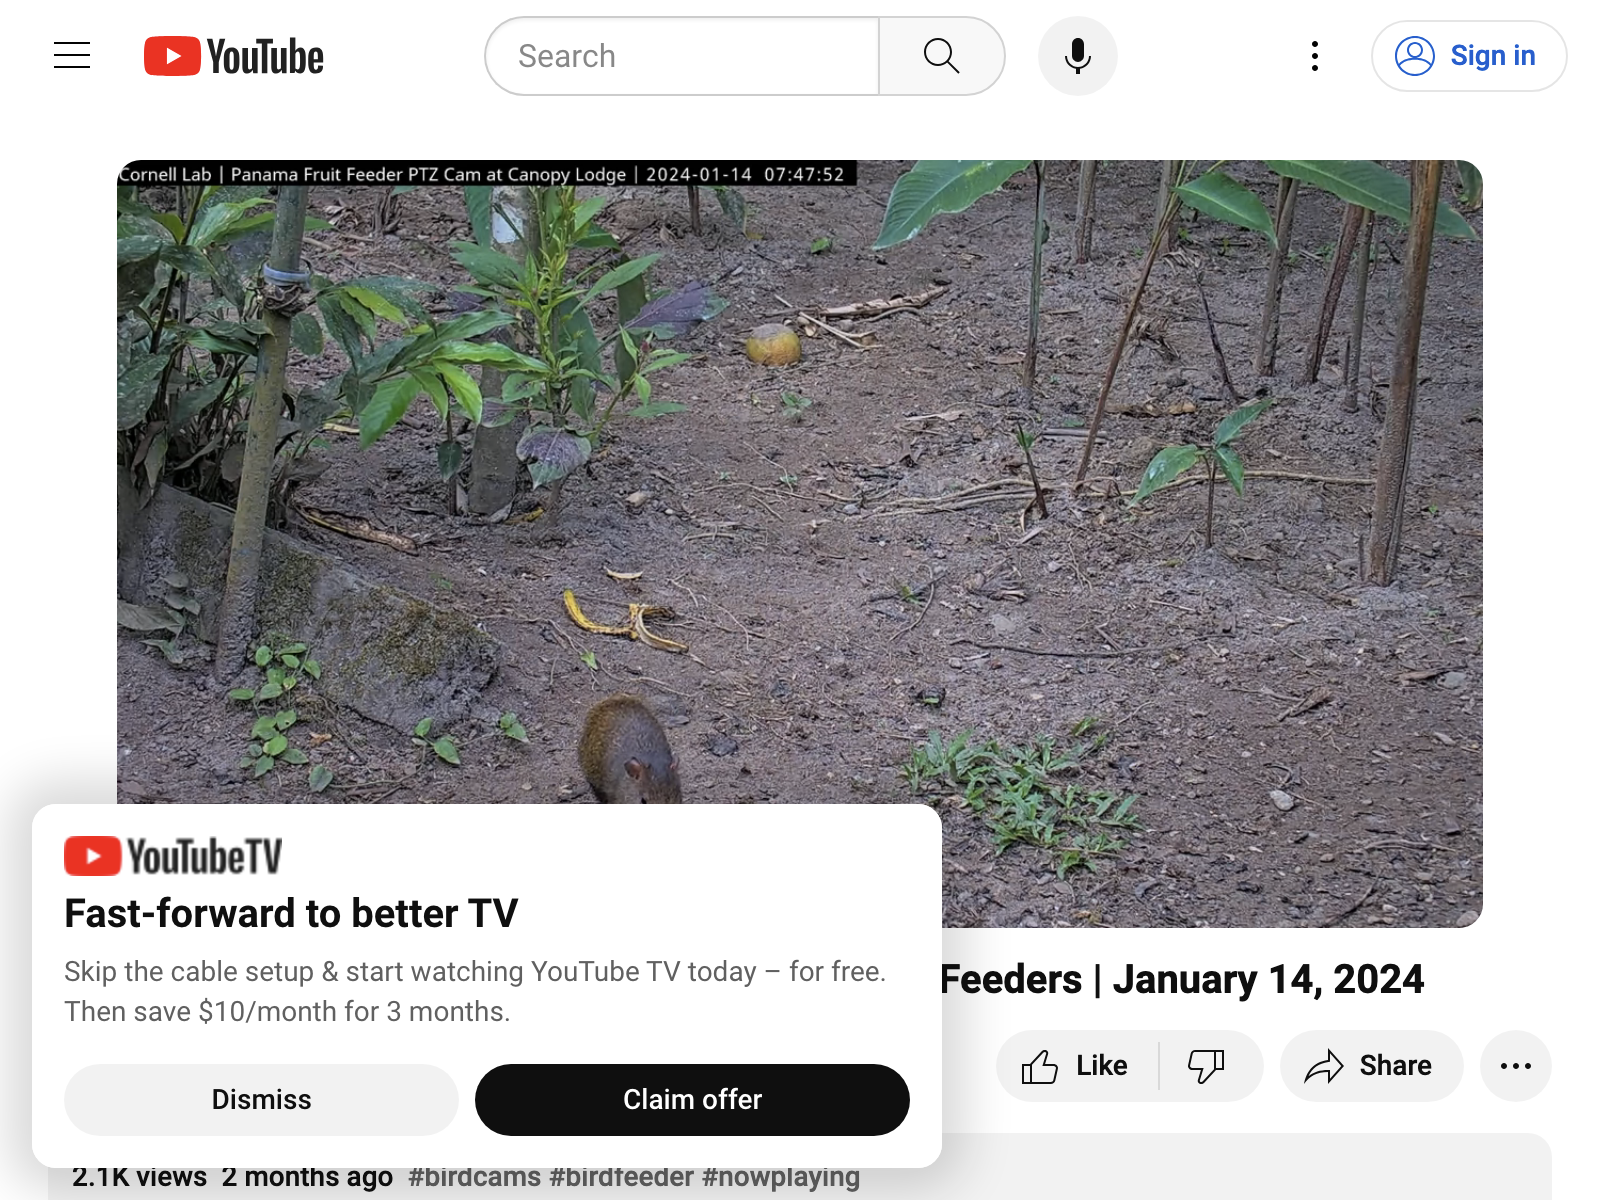 YouTube
Search
Sign in
Cornell Lab | Panama Fruit Feeder PTZ Cam at Canopy Lodge | 2024-01-14 07:47:52
YouTubeTV
Fast-forward to better TV
Skip the cable setup & start watching YouTube TV today – for free.
Then save $10/month for 3 months.
Dismiss
Claim offer
Feeders | January 14, 2024
Like
Share
2.1K views 2 months ago #birdcams #birdfeeder #nowplaying